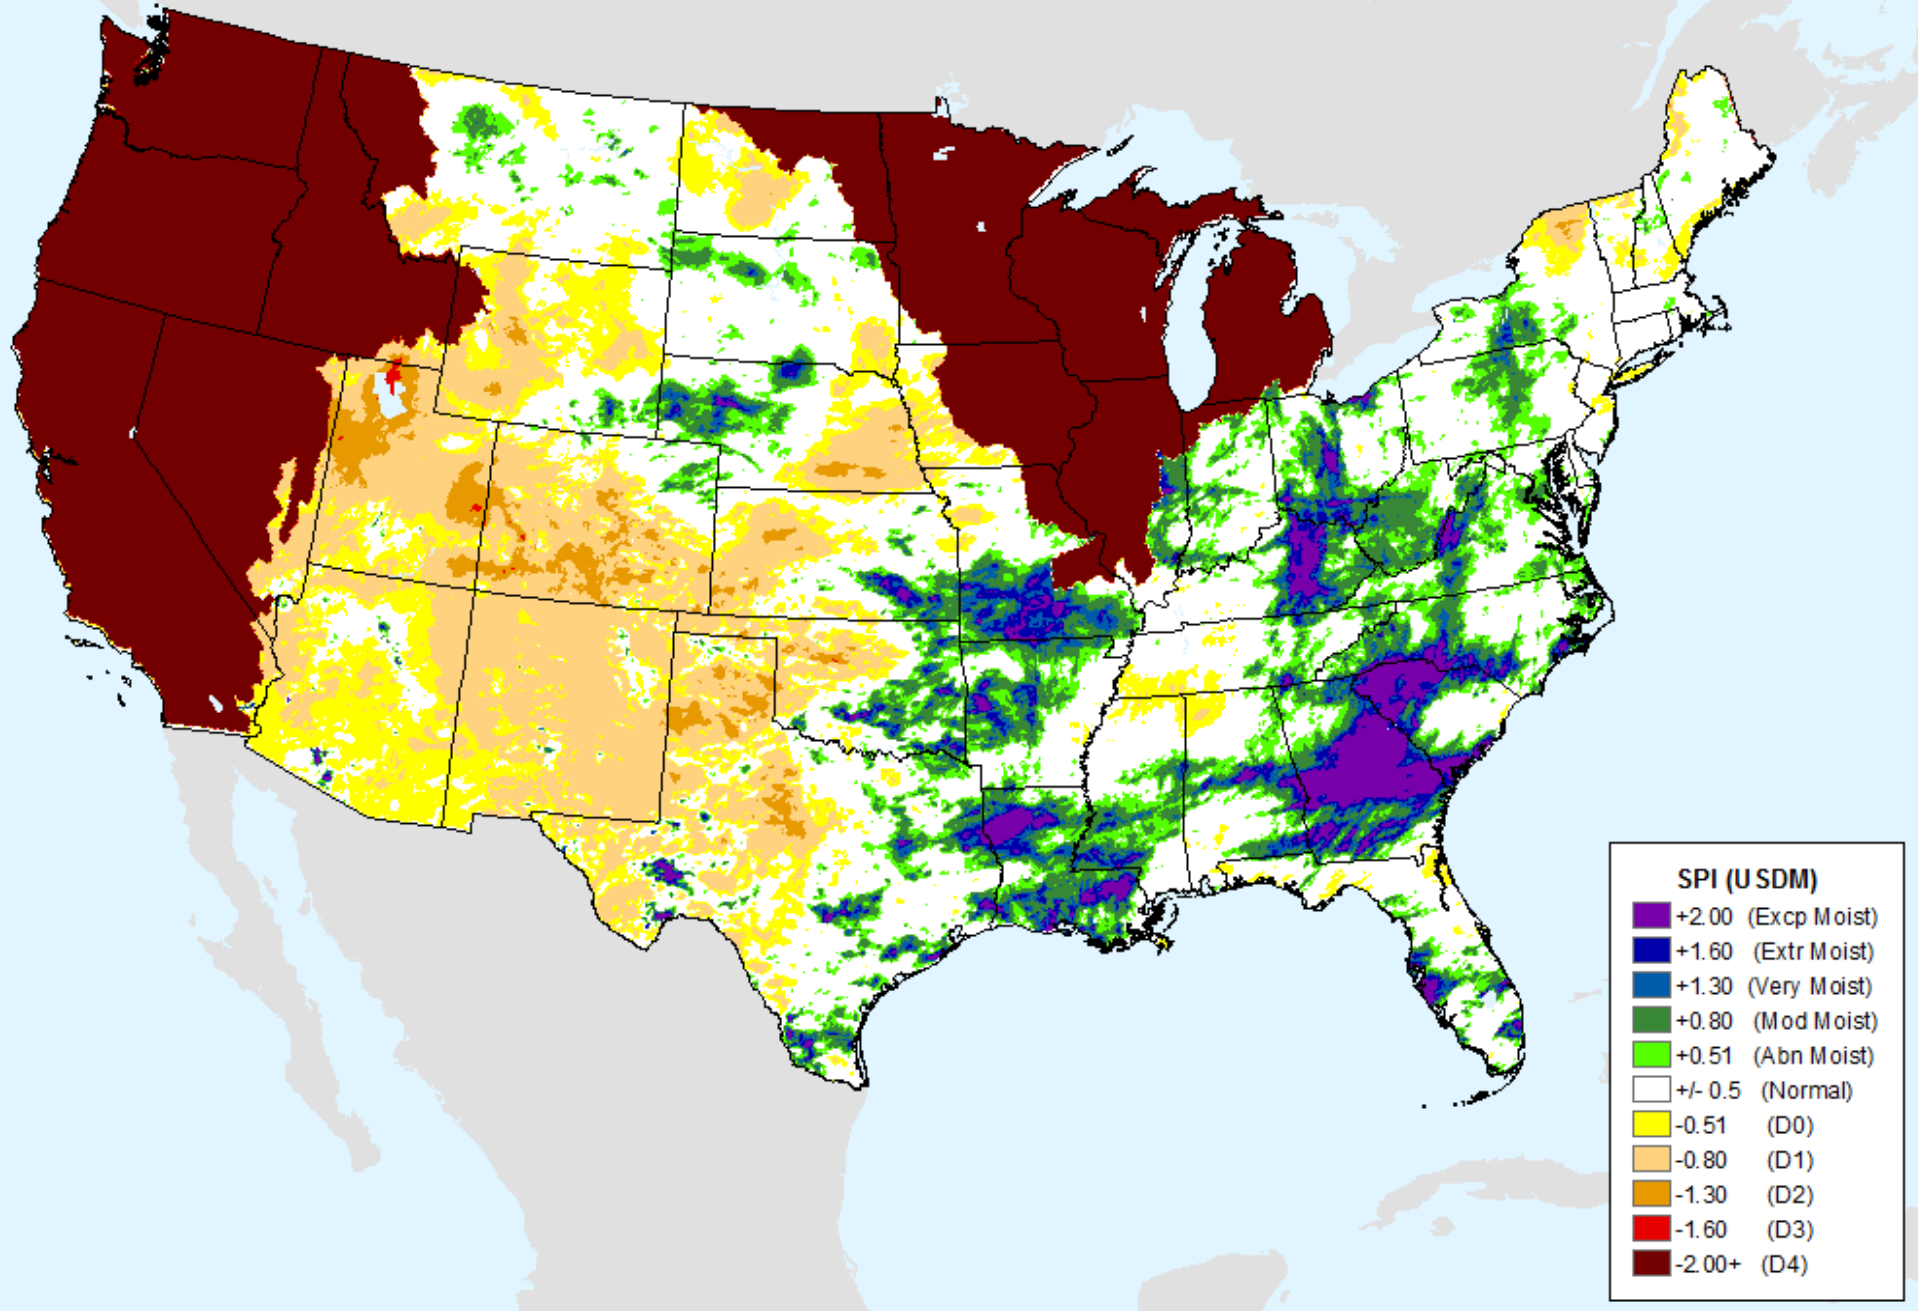 SPI (USDM)
+2.00 (Excp Moist)
+1.60 (Extr Moist)
+1.30 (Very Moist)
+0.80 (Mod Moist)
+0.51 (Abn Moist)
+/- 0.5 (Normal)
-0.51 (D0)
-0.80 (D1)
-1.30 (D2)
-1.60 (D3)
-2.00+ (D4)